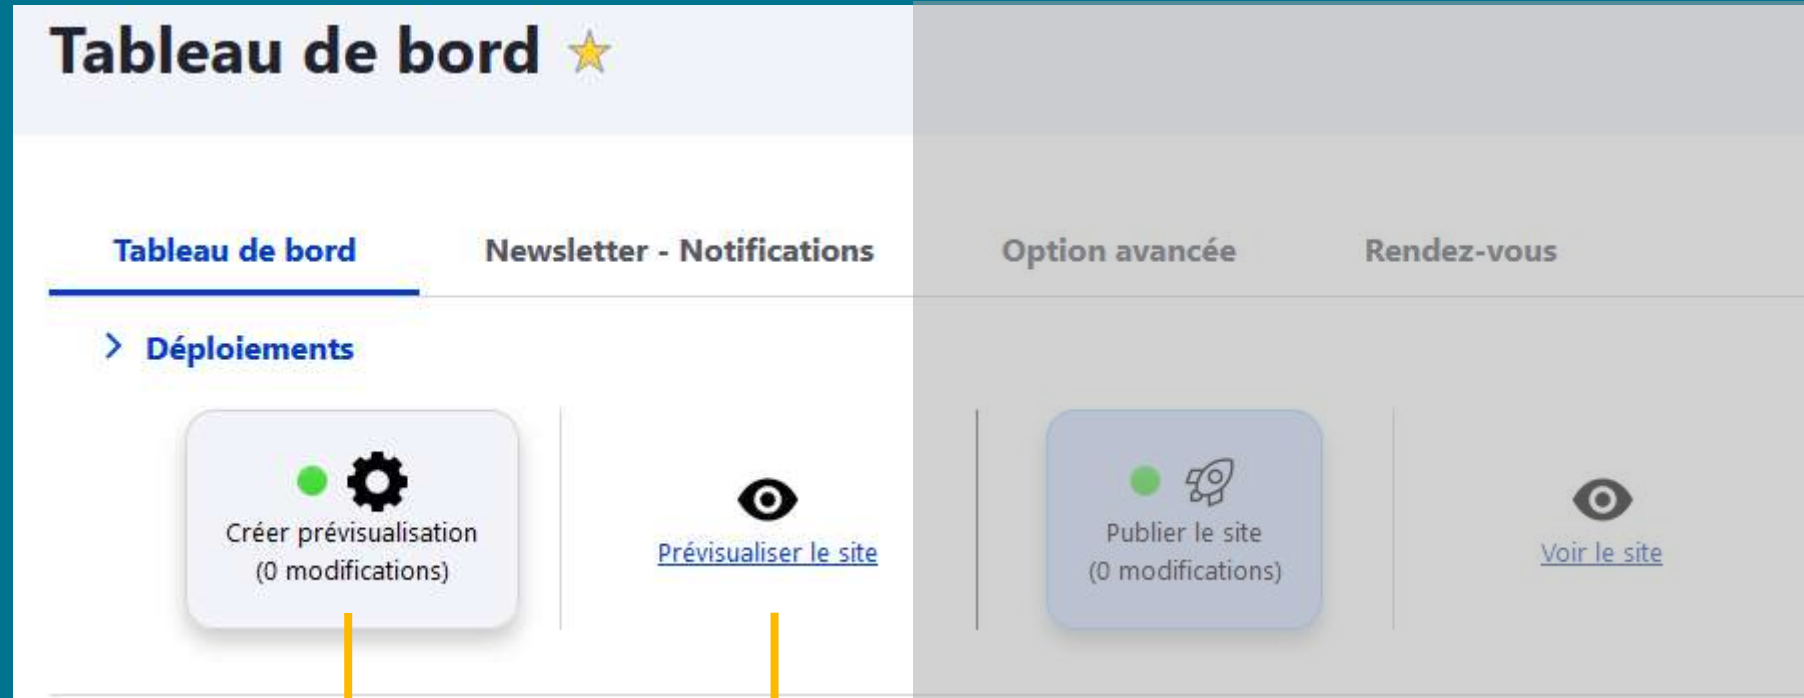 Tableau de bord
Tableau de bord
Newsletter - Notifications
Option avancée
Rendez-vous
Déploiements
Créer prévisualisation
(0 modifications)
Prévisualiser le site
Publier le site
(0 modifications)
Voir le site